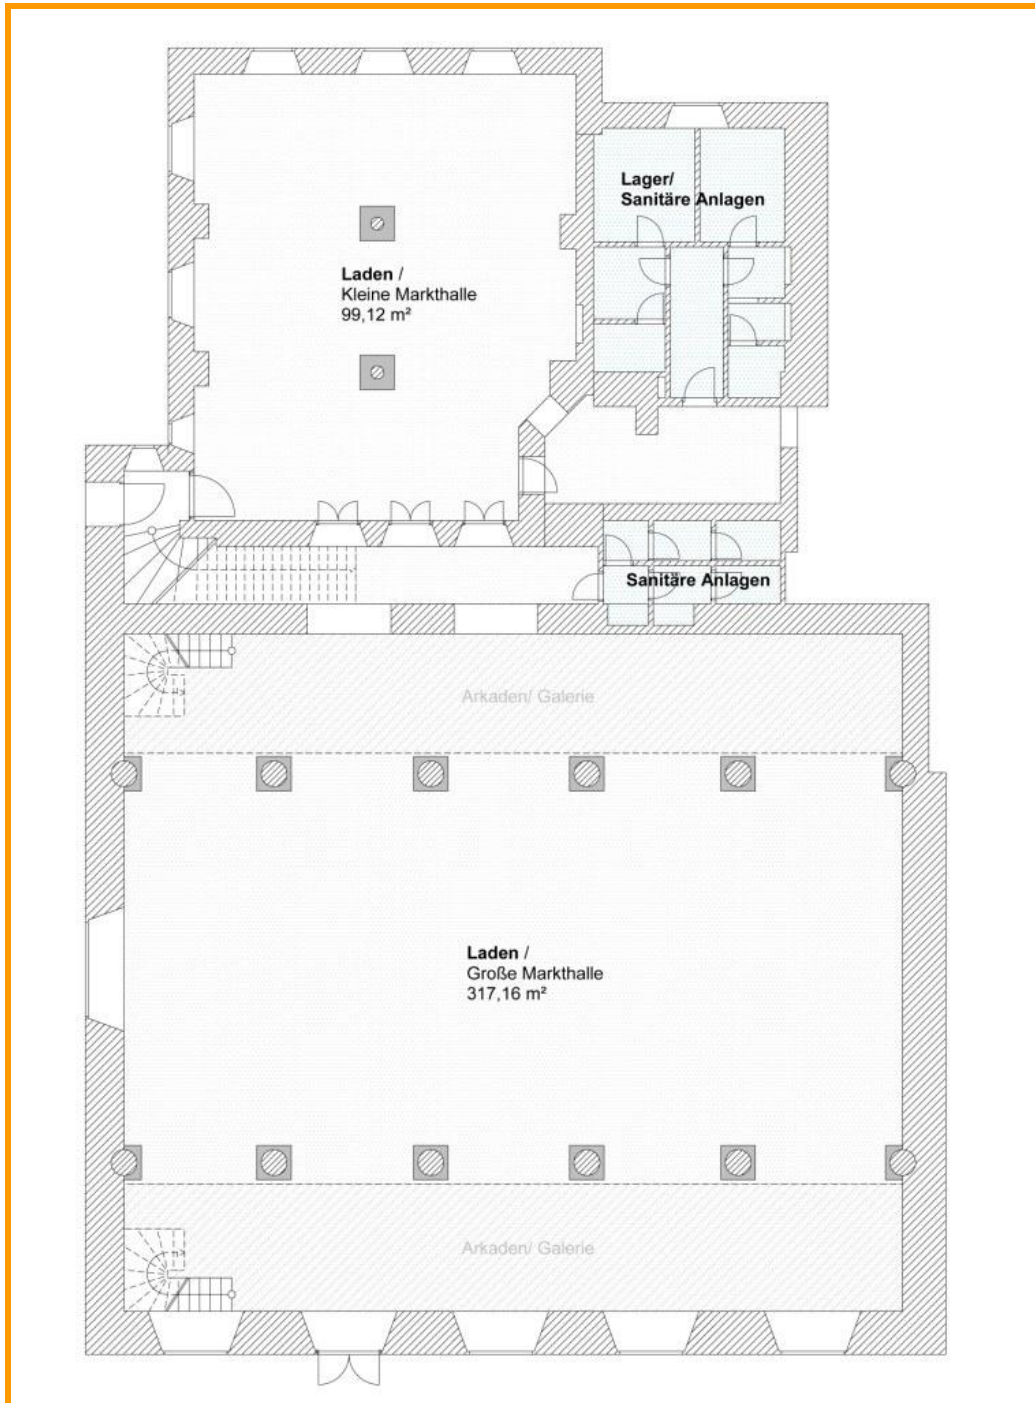 Lager/
Sanitäre Anlagen
Laden /
Kleine Markthalle
99,12 m²
Sanitäre Anlagen
Arkaden/ Galerie
Laden /
Große Markthalle
317,16 m²
Arkaden/ Galerie